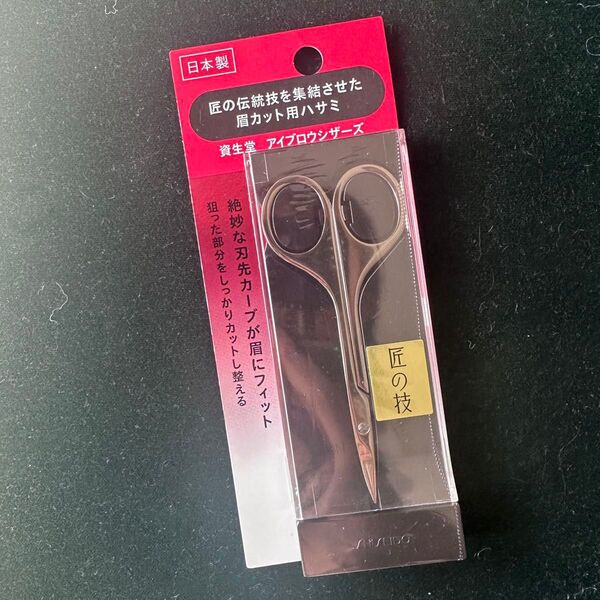 日本製
匠の伝統技を集結させた
眉カット用ハサミ
資生堂 アイブロウシザーズ
絶妙な刃先カーブが眉にフィット
狙った部分をしっかりカットし整える
匠の技
SHISEIDO